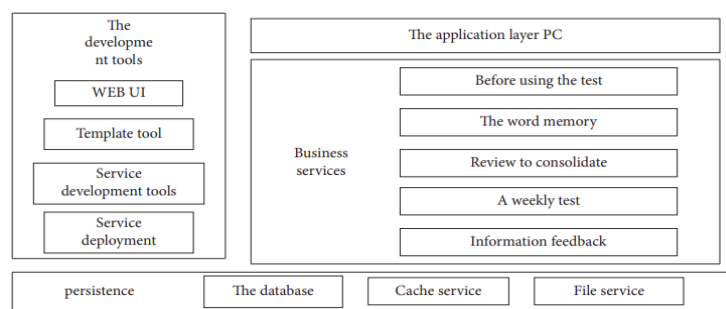 The
developme
nt tools
WEB UI
Template tool
Service
development tools
Service
deployment
The application layer PC
Business
services
Before using the test
The word memory
Review to consolidate
A weekly test
Information feedback
persistence
The database
Cache service
File service